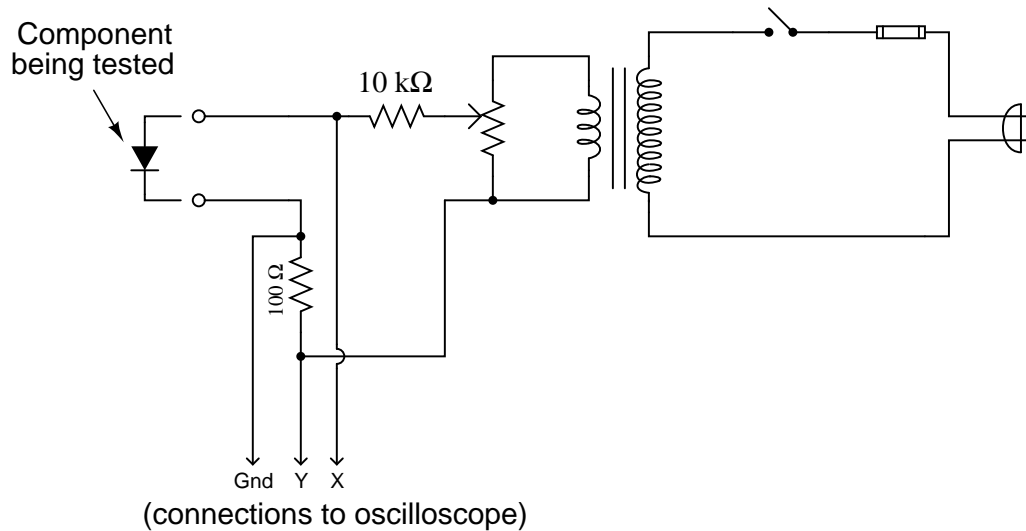 Component
being tested
10 kΩ
100 Ω
Gnd Y X
(connections to oscilloscope)